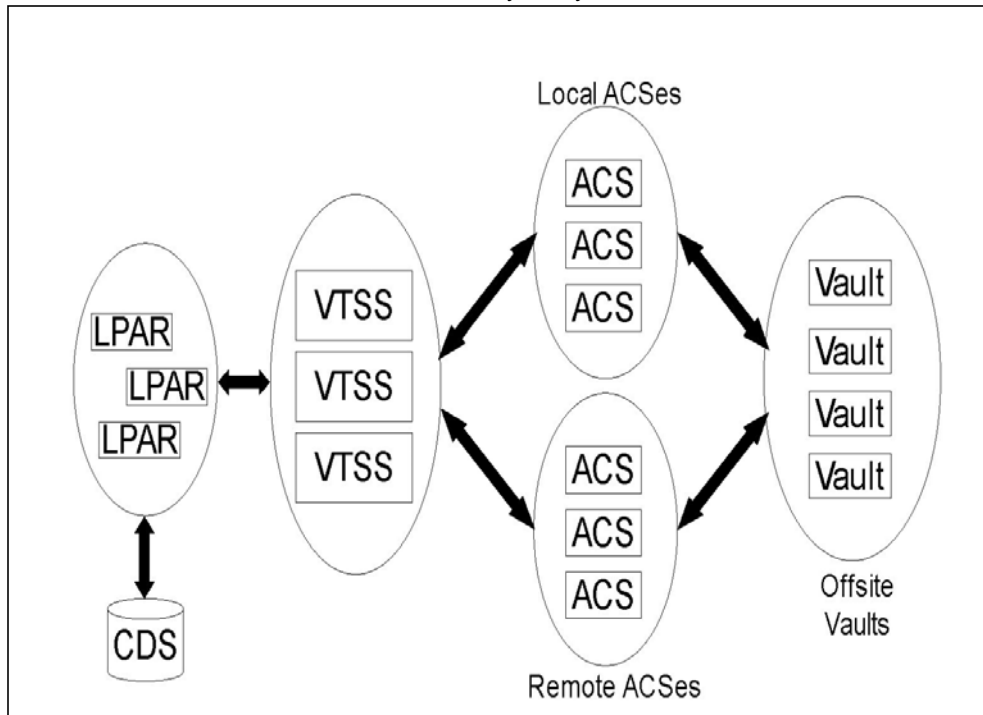 Local ACSes
ACS
ACS
ACS
LPAR
LPAR
LPAR
VTSS
VTSS
VTSS
Vault
Vault
Vault
Vault
ACS
ACS
ACS
CDS
Offsite
Vaults
Remote ACSes